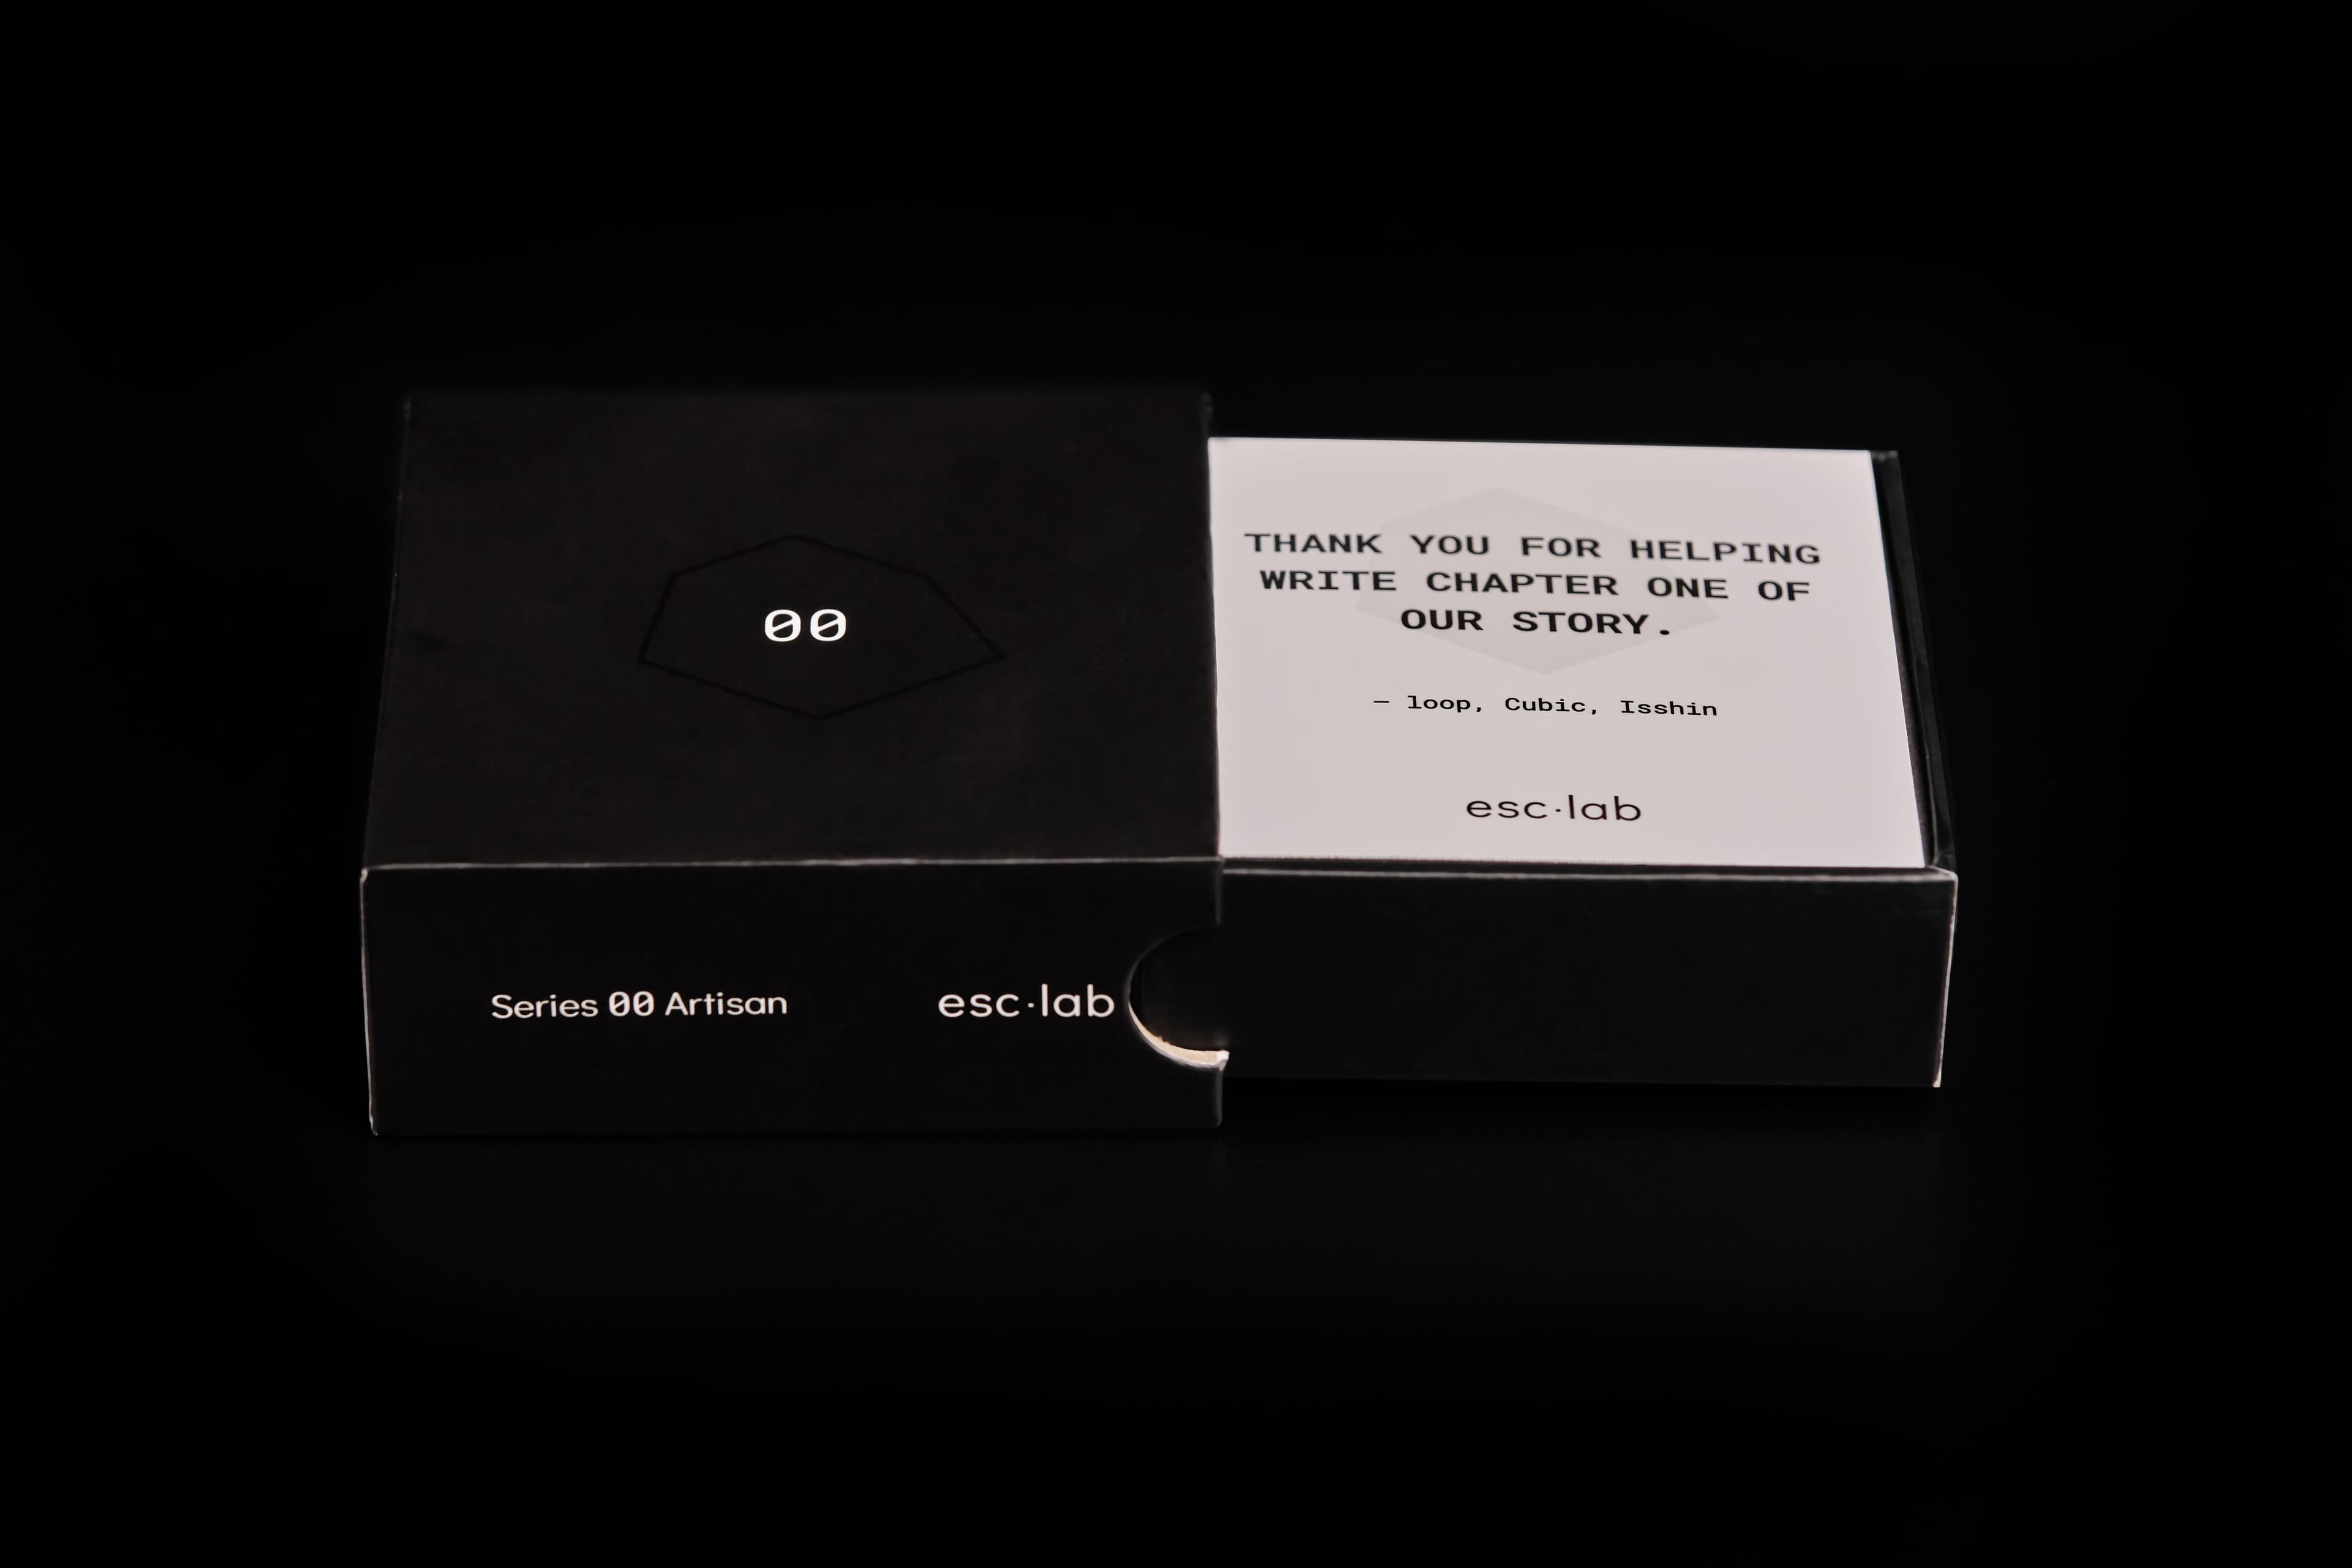 00
Series 00 Artisan
esc·lab
THANK YOU FOR HELPING
WRITE CHAPTER ONE OF
OUR STORY.
— loop, Cubic, Isshin
esc·lab